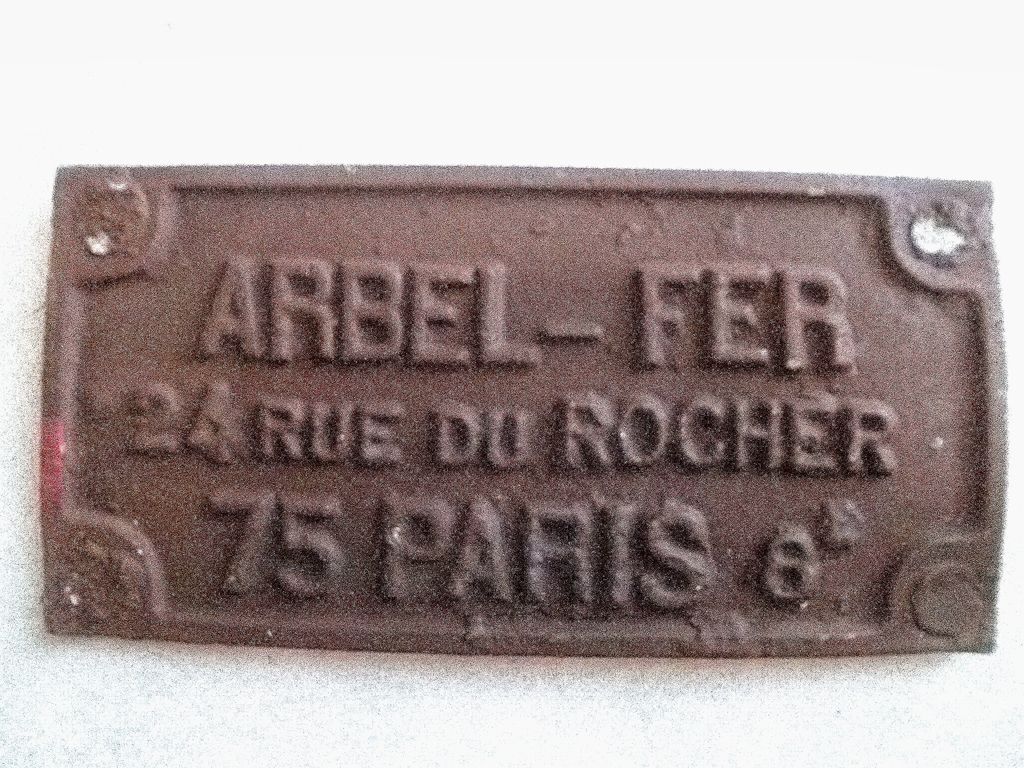 ARBEL-FER
24 RUE DU ROCHER
75 PARIS 8E